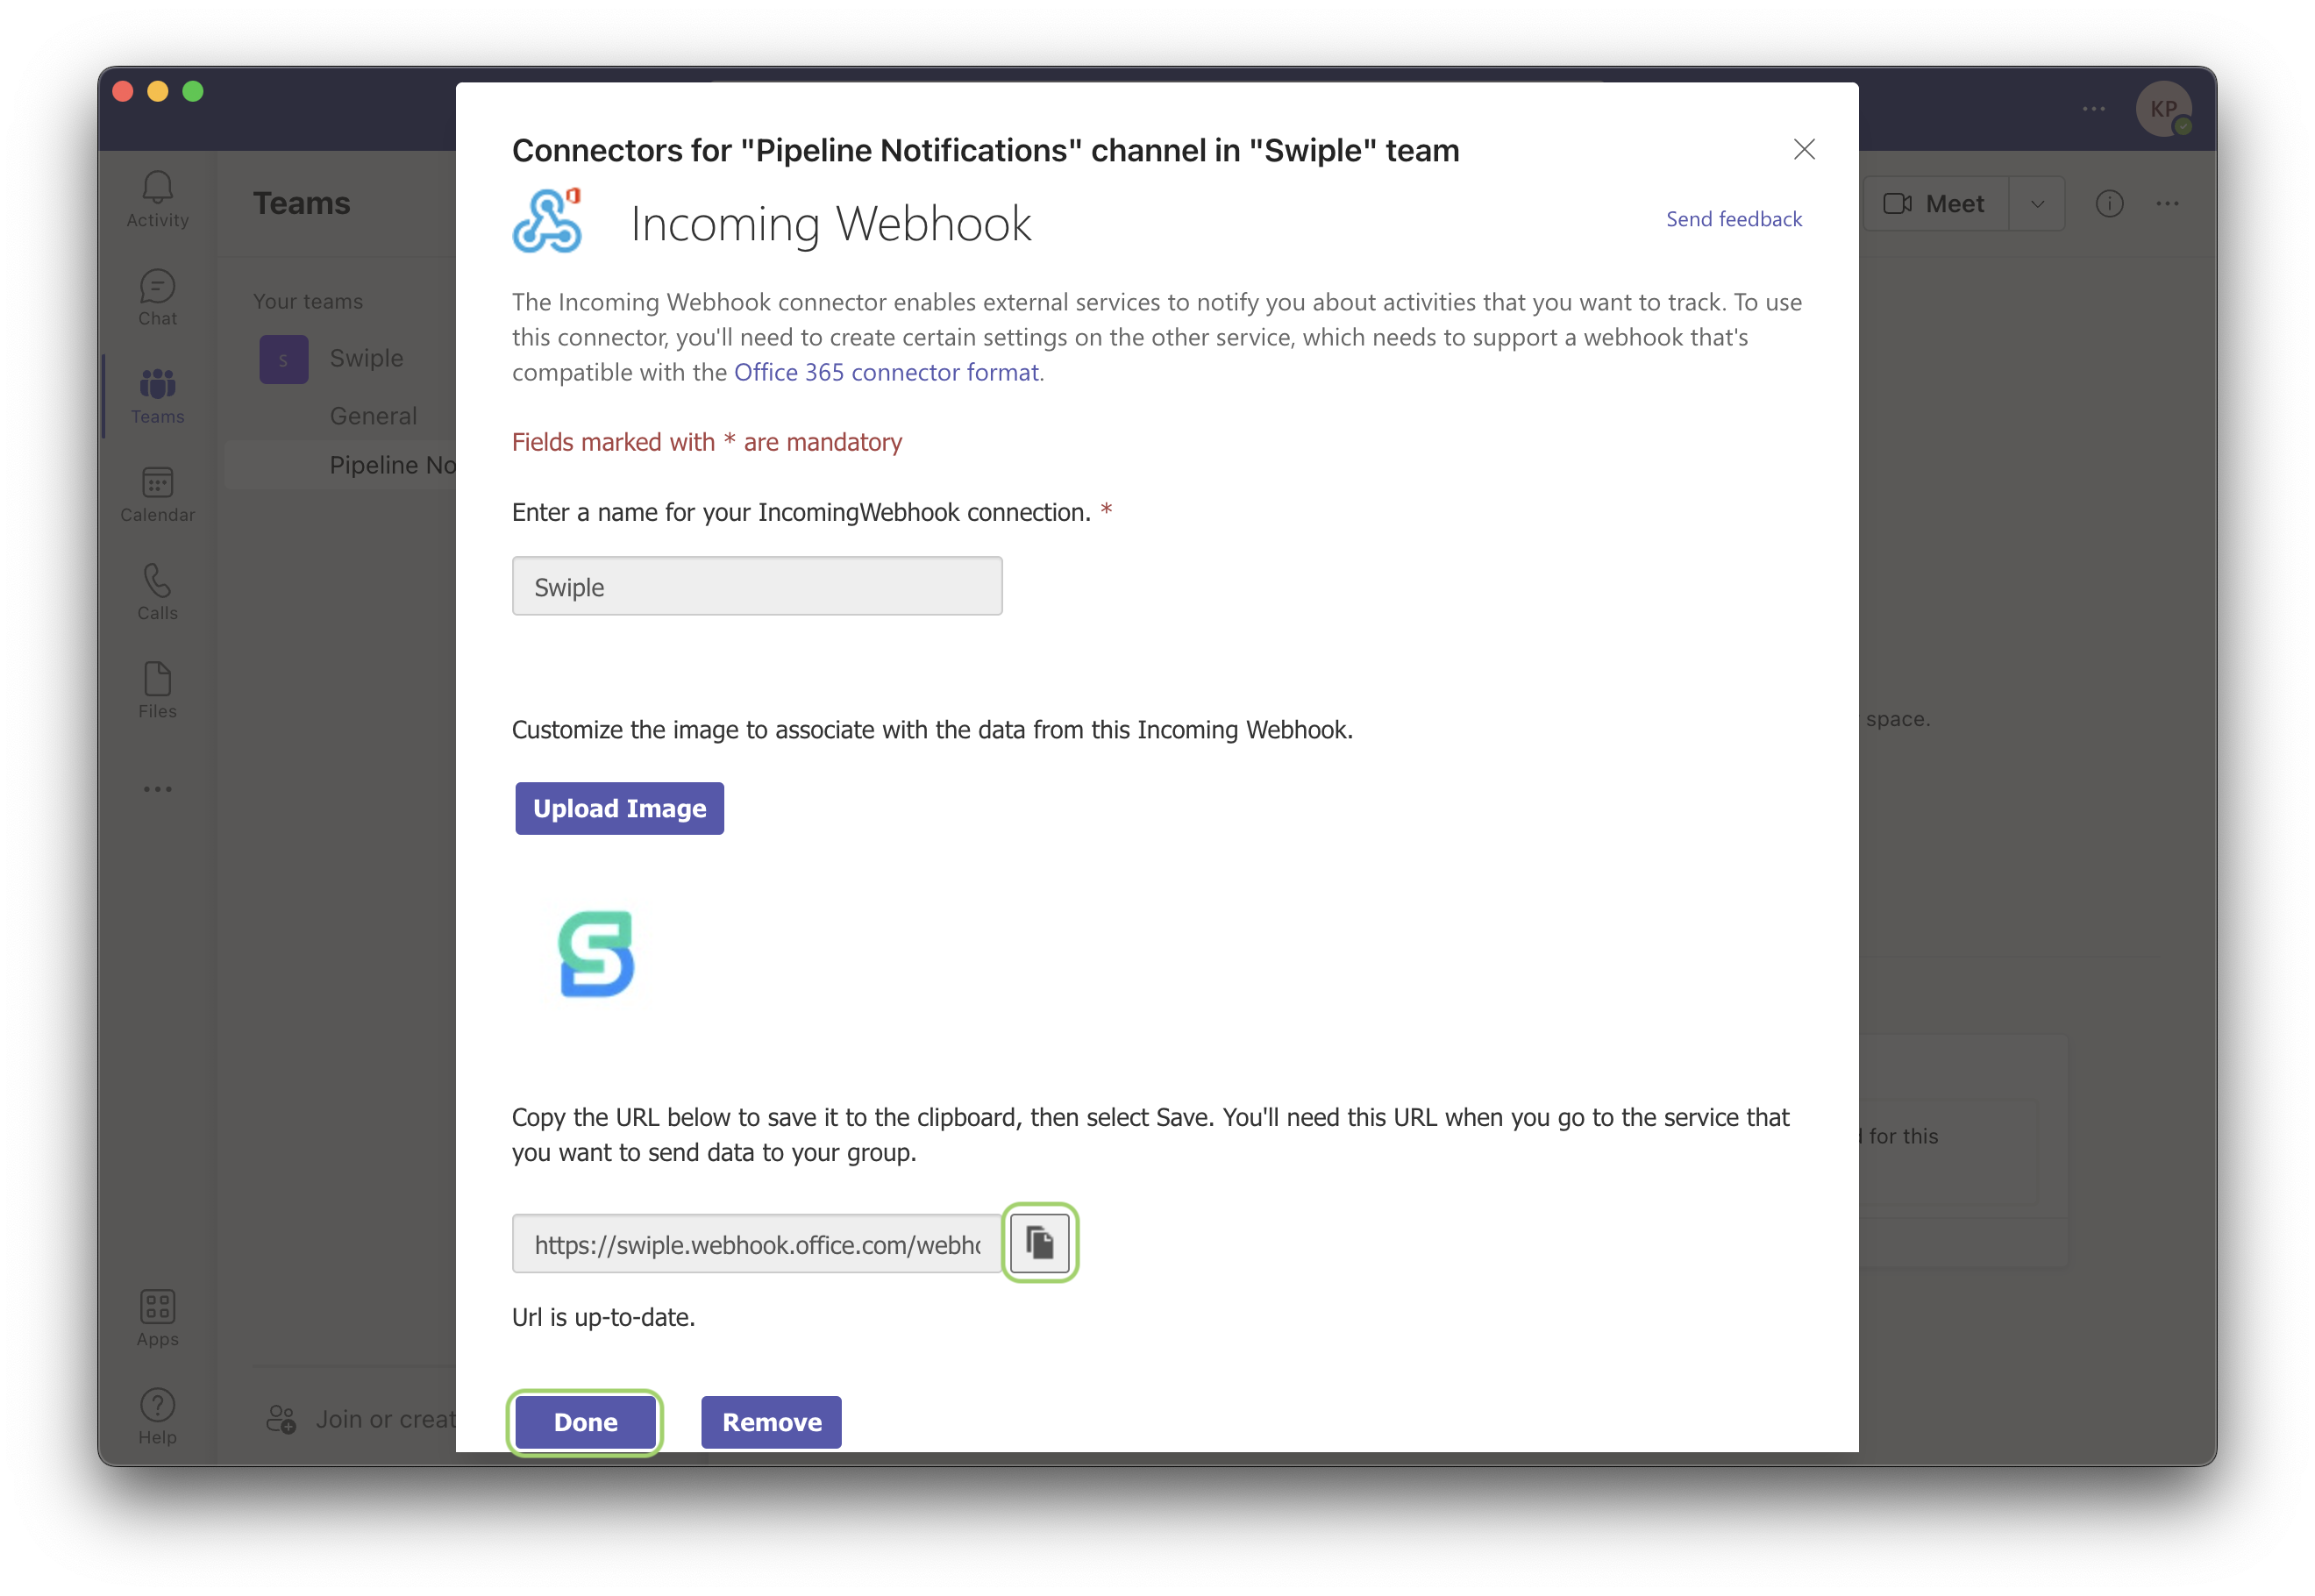 KP
Connectors for "Pipeline Notifications" channel in "Swiple" team
Incoming Webhook
Send feedback
The Incoming Webhook connector enables external services to notify you about activities that you want to track. To use
this connector, you'll need to create certain settings on the other service, which needs to support a webhook that's
compatible with the Office 365 connector format.
Fields marked with * are mandatory
Enter a name for your IncomingWebhook connection. *
Swiple
Customize the image to associate with the data from this Incoming Webhook.
Upload Image
Copy the URL below to save it to the clipboard, then select Save. You'll need this URL when you go to the service that
you want to send data to your group.
https://swiple.webhook.office.com/webho
Url is up-to-date.
Done
Remove
Activity
Chat
Teams
Calendar
Calls
Files
Apps
Help
Teams
Your teams
S
Swiple
General
Pipeline No
Join or creat
Meet
space.
for this